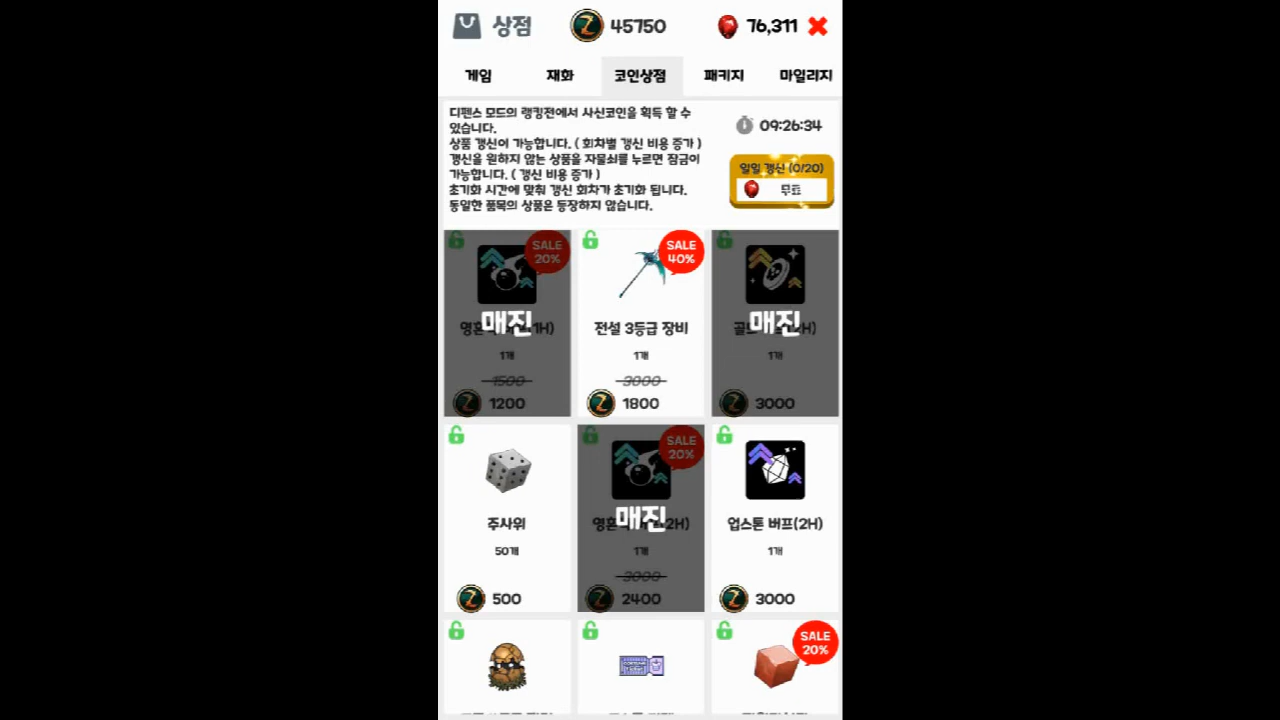 상점
45750
76,311
게임
재화
코인상점
패키지
마일리지
디펜스 모드의 랭킹전에서 사신코인을 획득 할 수
있습니다.
상품 갱신이 가능합니다. ( 회차별 갱신 비용 증가 )
갱신을 원하지 않는 상품을 자물쇠를 누르면 잠금이
가능합니다. ( 갱신 비용 증가 )
초기화 시간에 맞춰 갱신 회차가 초기화 됩니다.
동일한 품목의 상품은 등장하지 않습니다.
09:26:34
일일 갱신 (0/20)
무료
SALE
20%
매진
1H)
1개
1500
1200
SALE
40%
전설 3등급 장비
1개
3000
1800
매진
1개
3000
주사위
50개
500
SALE
20%
매진
2H)
1개
3000
2400
업스톤 버프(2H)
1개
3000
SALE
20%